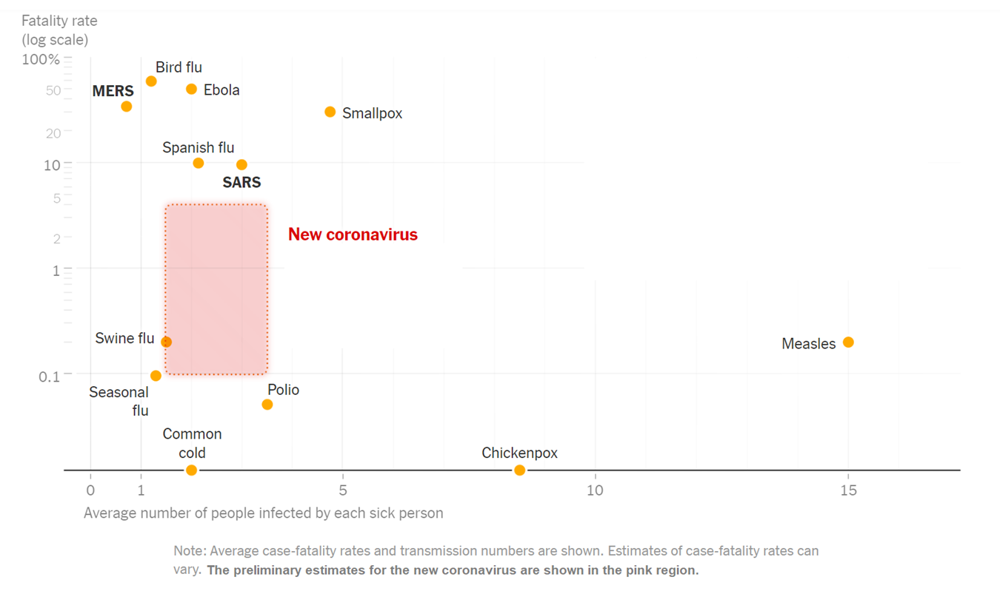 Fatality rate
(log scale)
100%
Bird flu
50
MERS
Ebola
Smallpox
20
Spanish flu
10
SARS
5
New coronavirus
2
1
Swine flu
Measles
0.1
Seasonal
flu
Polio
Common
cold
Chickenpox
0
1
5
10
15
Average number of people infected by each sick person
Note: Average case-fatality rates and transmission numbers are shown. Estimates of case-fatality rates can
vary. The preliminary estimates for the new coronavirus are shown in the pink region.